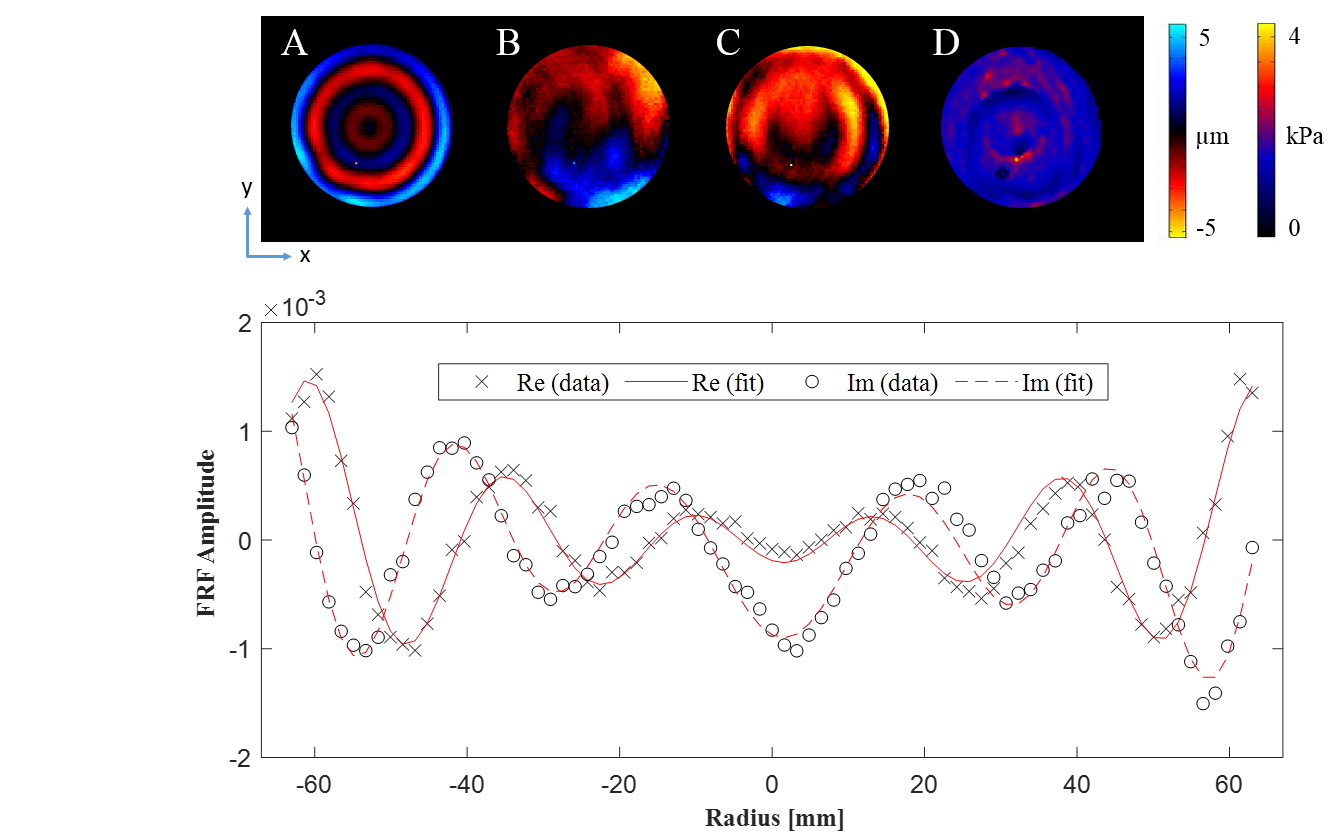 A B C D
5 4
µm kPa
-5 0
y
x
×10-3
2
1
0
-1
-2
FRF Amplitude
× Re (data) Re (fit) ○ Im (data) Im (fit)
-60 -40 -20 0 20 40 60
Radius [mm]